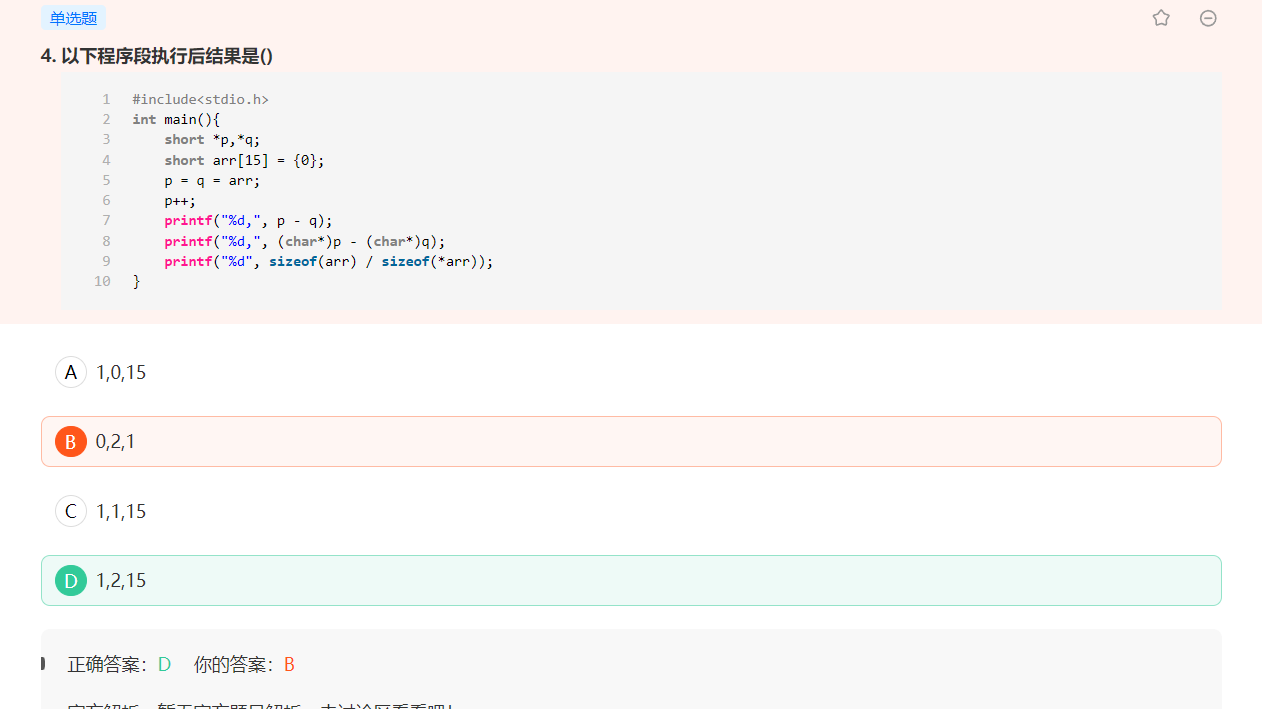 单选题
4. 以下程序段执行后结果是()
1 #include<stdio.h>
2 int main(){
3 short *p,*q;
4 short arr[15] = {0};
5 p = q = arr;
6 p++;
7 printf("%d,", p - q);
8 printf("%d,", (char*)p - (char*)q);
9 printf("%d", sizeof(arr) / sizeof(*arr));
10 }
A 1,0,15
B 0,2,1
C 1,1,15
D 1,2,15
正确答案：D 你的答案：B